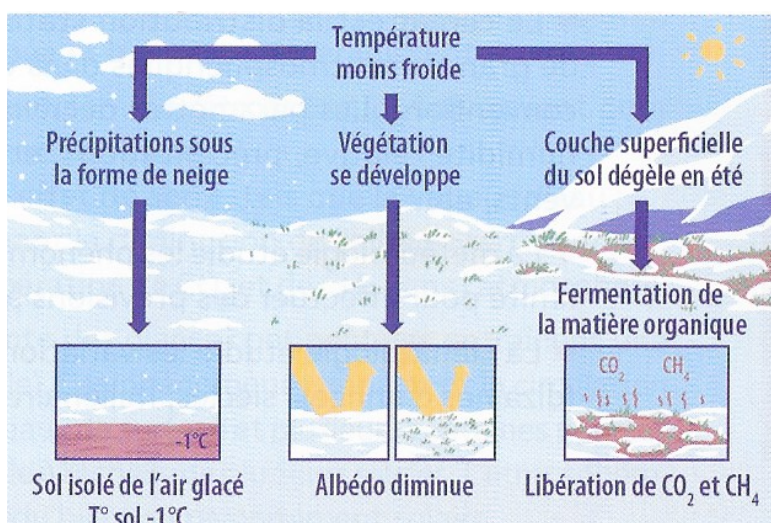 Température
moins froide
Précipitations sous
la forme de neige
Végétation
se développe
Couche superficielle
du sol dégèle en été
Fermentation de
la matière organique
CO₂ CH₄
-1°C
Sol isolé de l'air glacé
T° sol -1°C
Albédo diminue
Libération de CO₂ et CH₄